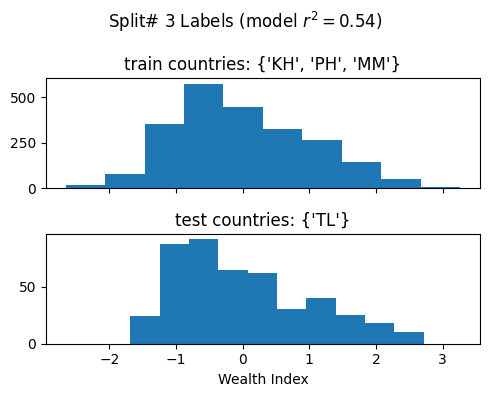 Split# 3 Labels (model r² = 0.54)
train countries: {'KH', 'PH', 'MM'}
500
250
0
test countries: {'TL'}
50
0
−2 −1 0 1 2 3
Wealth Index